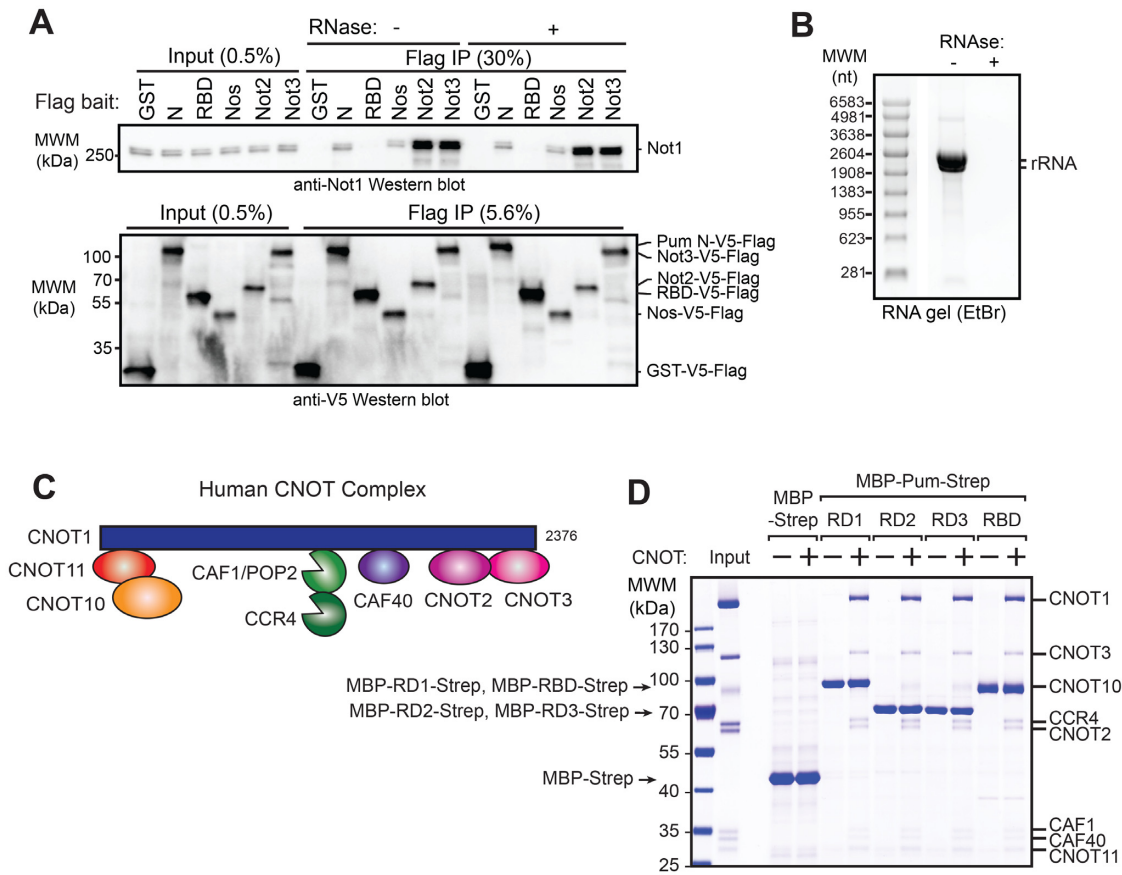 A
RNase: - +
Input (0.5%) Flag IP (30%)
Flag bait: GST N RBD Nos Not2 Not3 GST N RBD Nos Not2 Not3 GST N RBD Nos Not2 Not3
MWM
(kDa)
250
Not1
anti-Not1 Western blot
Input (0.5%) Flag IP (5.6%)
MWM
(kDa)
100
70
55
35
Pum N-V5-Flag
Not3-V5-Flag
Not2-V5-Flag
RBD-V5-Flag
Nos-V5-Flag
GST-V5-Flag
anti-V5 Western blot
B
RNAse:
- +
MWM
(nt)
6583
4981
3638
2604
1908
1383
955
623
281
rRNA
RNA gel (EtBr)
C
Human CNOT Complex
CNOT1 2376
CNOT11
CNOT10
CAF1/POP2
CCR4
CAF40
CNOT2
CNOT3
D
MBP-Pum-Strep
MBP
-Strep RD1 RD2 RD3 RBD
CNOT: Input − + − + − + − + − +
MWM
(kDa)
170
130
100
70
55
40
35
25
MBP-RD1-Strep, MBP-RBD-Strep
MBP-RD2-Strep, MBP-RD3-Strep
MBP-Strep
CNOT1
CNOT3
CNOT10
CCR4
CNOT2
CAF1
CAF40
CNOT11